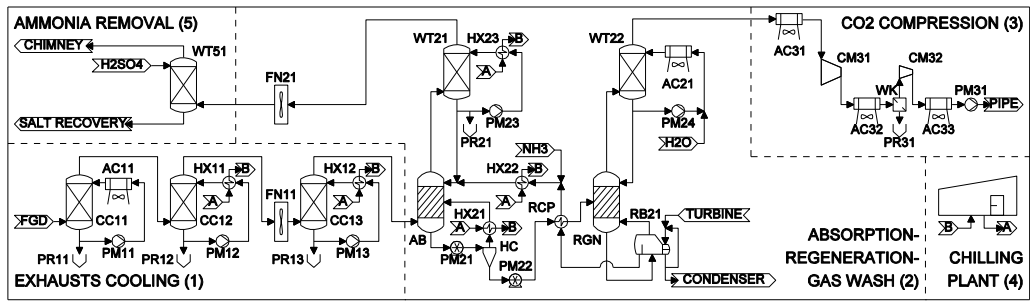 AMMONIA REMOVAL (5)
CHIMNEY
WT51
H2SO4
SALT RECOVERY
FN21
WT21
HX23
B
A
PM23
PR21
WT22
AC21
PM24
H2O
CO2 COMPRESSION (3)
AC31
CM31
CM32
WK
PM31
PIPE
AC32
PR31
AC33
FGD
CC11
AC11
PM11
PR11
HX11
B
A
CC12
PM12
PR12
FN11
HX12
B
A
CC13
PM13
PR13
EXHAUSTS COOLING (1)
NH3
HX22
B
A
HX21
A
B
RCP
AB
PM21
HC
PM22
RGN
RB21
TURBINE
CONDENSER
ABSORPTION-
REGENERATION-
GAS WASH (2)
B
A
CHILLING
PLANT (4)